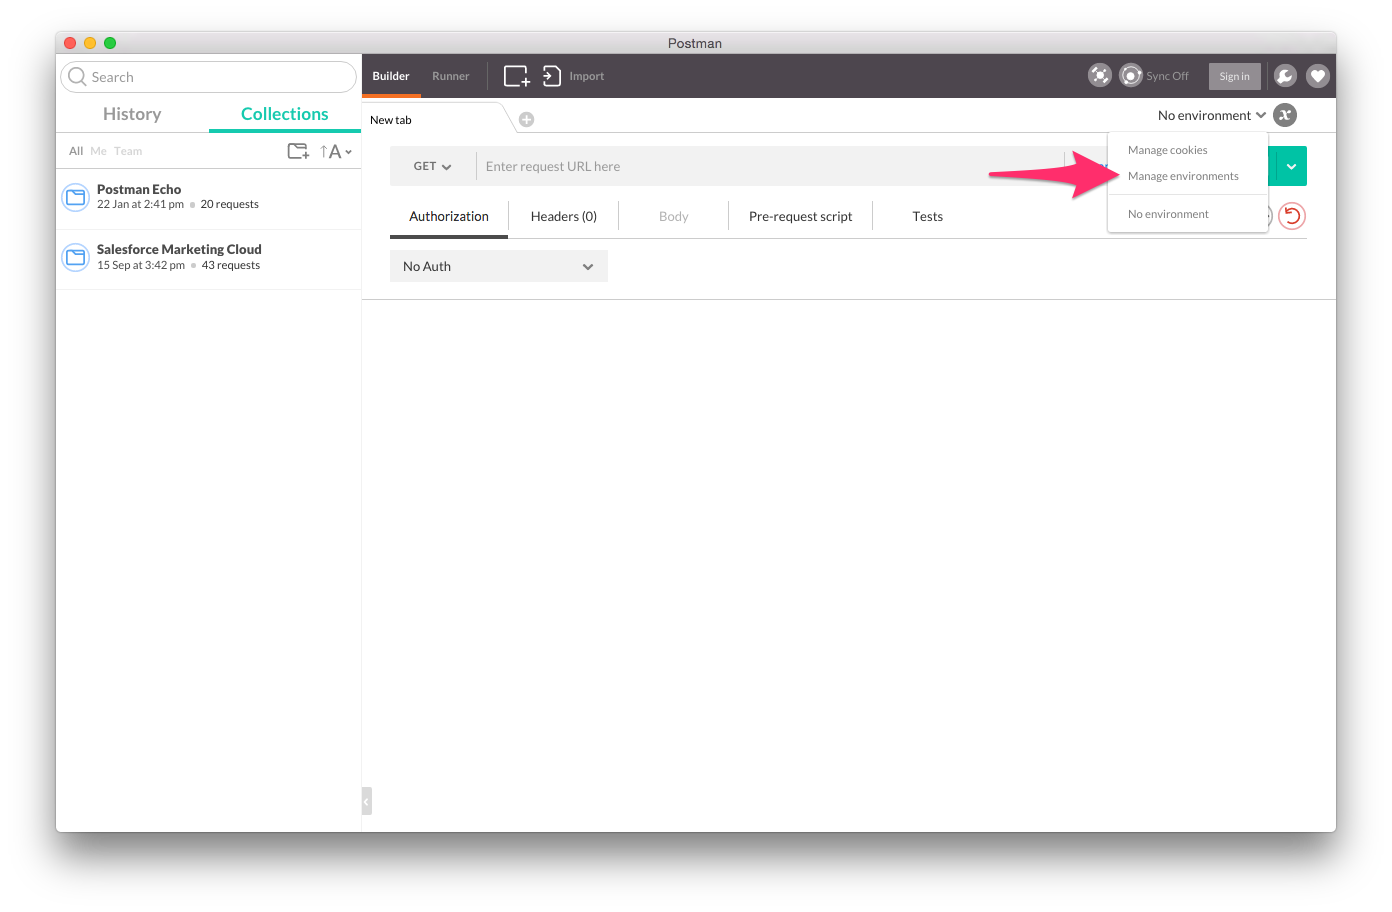 Postman
Search
Builder
Runner
Import
Sync Off
Sign in
History
Collections
New tab
No environment
All Me Team
Manage cookies
Manage environments
No environment
GET
Enter request URL here
Postman Echo
22 Jan at 2:41 pm 20 requests
Salesforce Marketing Cloud
15 Sep at 3:42 pm 43 requests
Authorization
Headers (0)
Body
Pre-request script
Tests
No Auth